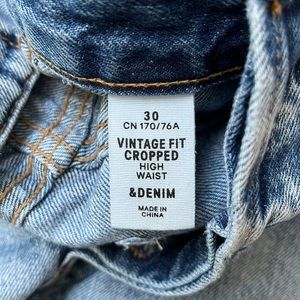 30
CN 170/76A
VINTAGE FIT
CROPPED
HIGH
WAIST
&DENIM
MADE IN
CHINA